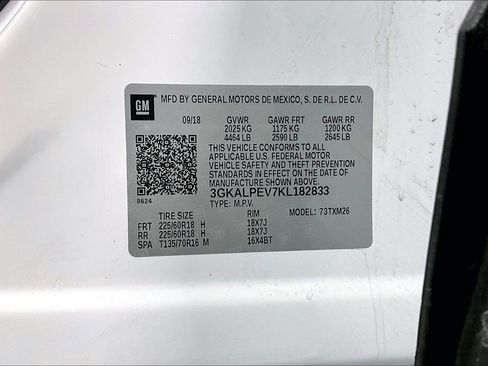 GM
MFD BY GENERAL MOTORS DE MEXICO, S. DE R.L. DE C.V.
09/18 GVWR GAWR FRT GAWR RR
2025 KG 1175 KG 1200 KG
4464 LB 2590 LB 2645 LB
THIS VEHICLE CONFORMS TO ALL
APPLICABLE U.S. FEDERAL MOTOR
VEHICLE SAFETY AND THEFT PREVENTION
STANDARDS IN EFFECT ON THE DATE OF
MANUFACTURE SHOWN ABOVE.
3GKALPEV7KL182833
8624 TYPE: M.P.V. MODEL: 73TXM26
TIRE SIZE RIM
FRT 225/60R18 H 18X7J
RR 225/60R18 H 18X7J
SPA T135/70R16 M 16X4BT